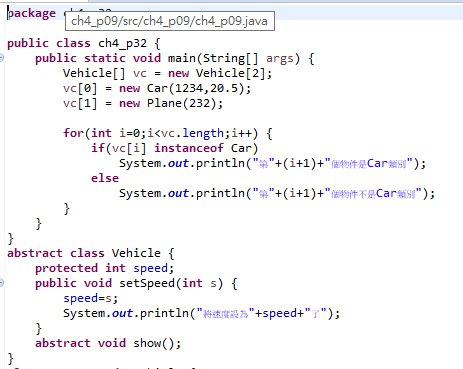 package ch4_p32;
ch4_p09/src/ch4_p09/ch4_p09.java
public class ch4_p32 {
public static void main(String[] args) {
Vehicle[] vc = new Vehicle[2];
vc[0] = new Car(1234,20.5);
vc[1] = new Plane(232);
for(int i=0;i<vc.length;i++) {
if(vc[i] instanceof Car)
System.out.println("第"+(i+1)+"個物件是Car類別");
else
System.out.println("第"+(i+1)+"個物件不是Car類別");
}
}
}
abstract class Vehicle {
protected int speed;
public void setSpeed(int s) {
speed=s;
System.out.println("將速度設為"+speed+"了");
}
abstract void show();
}